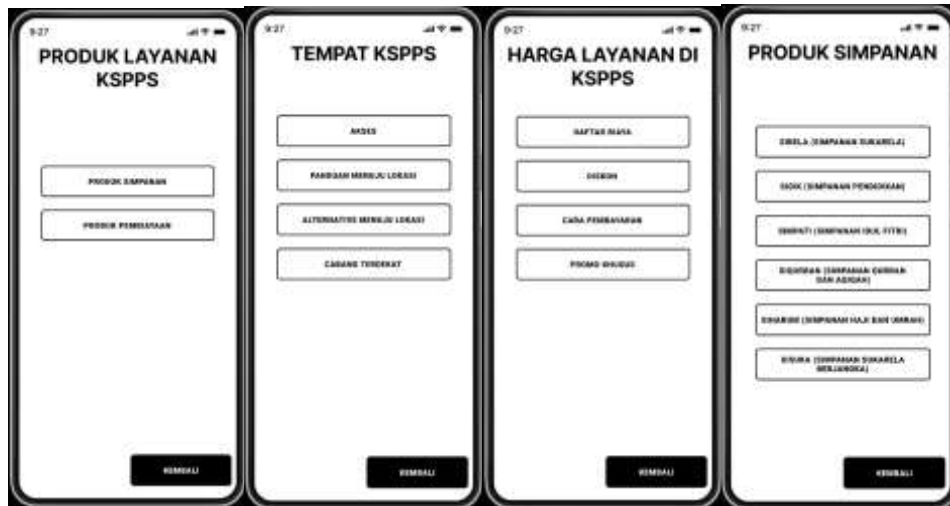 9:27
PRODUK LAYANAN
KSPPS
PRODUK SIMPANAN
PRODUK PEMBIAYAAN
KEMBALI
9:27
TEMPAT KSPPS
AKSES
PANDUAN MENUJU LOKASI
ALTERNATIVE MENUJU LOKASI
CABANG TERDEKAT
KEMBALI
9:27
HARGA LAYANAN DI
KSPPS
DAFTAR BIAYA
DISKON
CARA PEMBAYARAN
PROMO KHUSUS
KEMBALI
9:27
PRODUK SIMPANAN
SIRELA (SIMPANAN SUKARELA)
SIDIK (SIMPANAN PENDIDIKAN)
SIMPATI (SIMPANAN IDUL FITRI)
(SIMPANAN QURBAN
DAN AQIQAH)
(SIMPANAN HAJI DAN UMRAH)
SISUKA (SIMPANAN SUKARELA
BERJANGKA)
KEMBALI